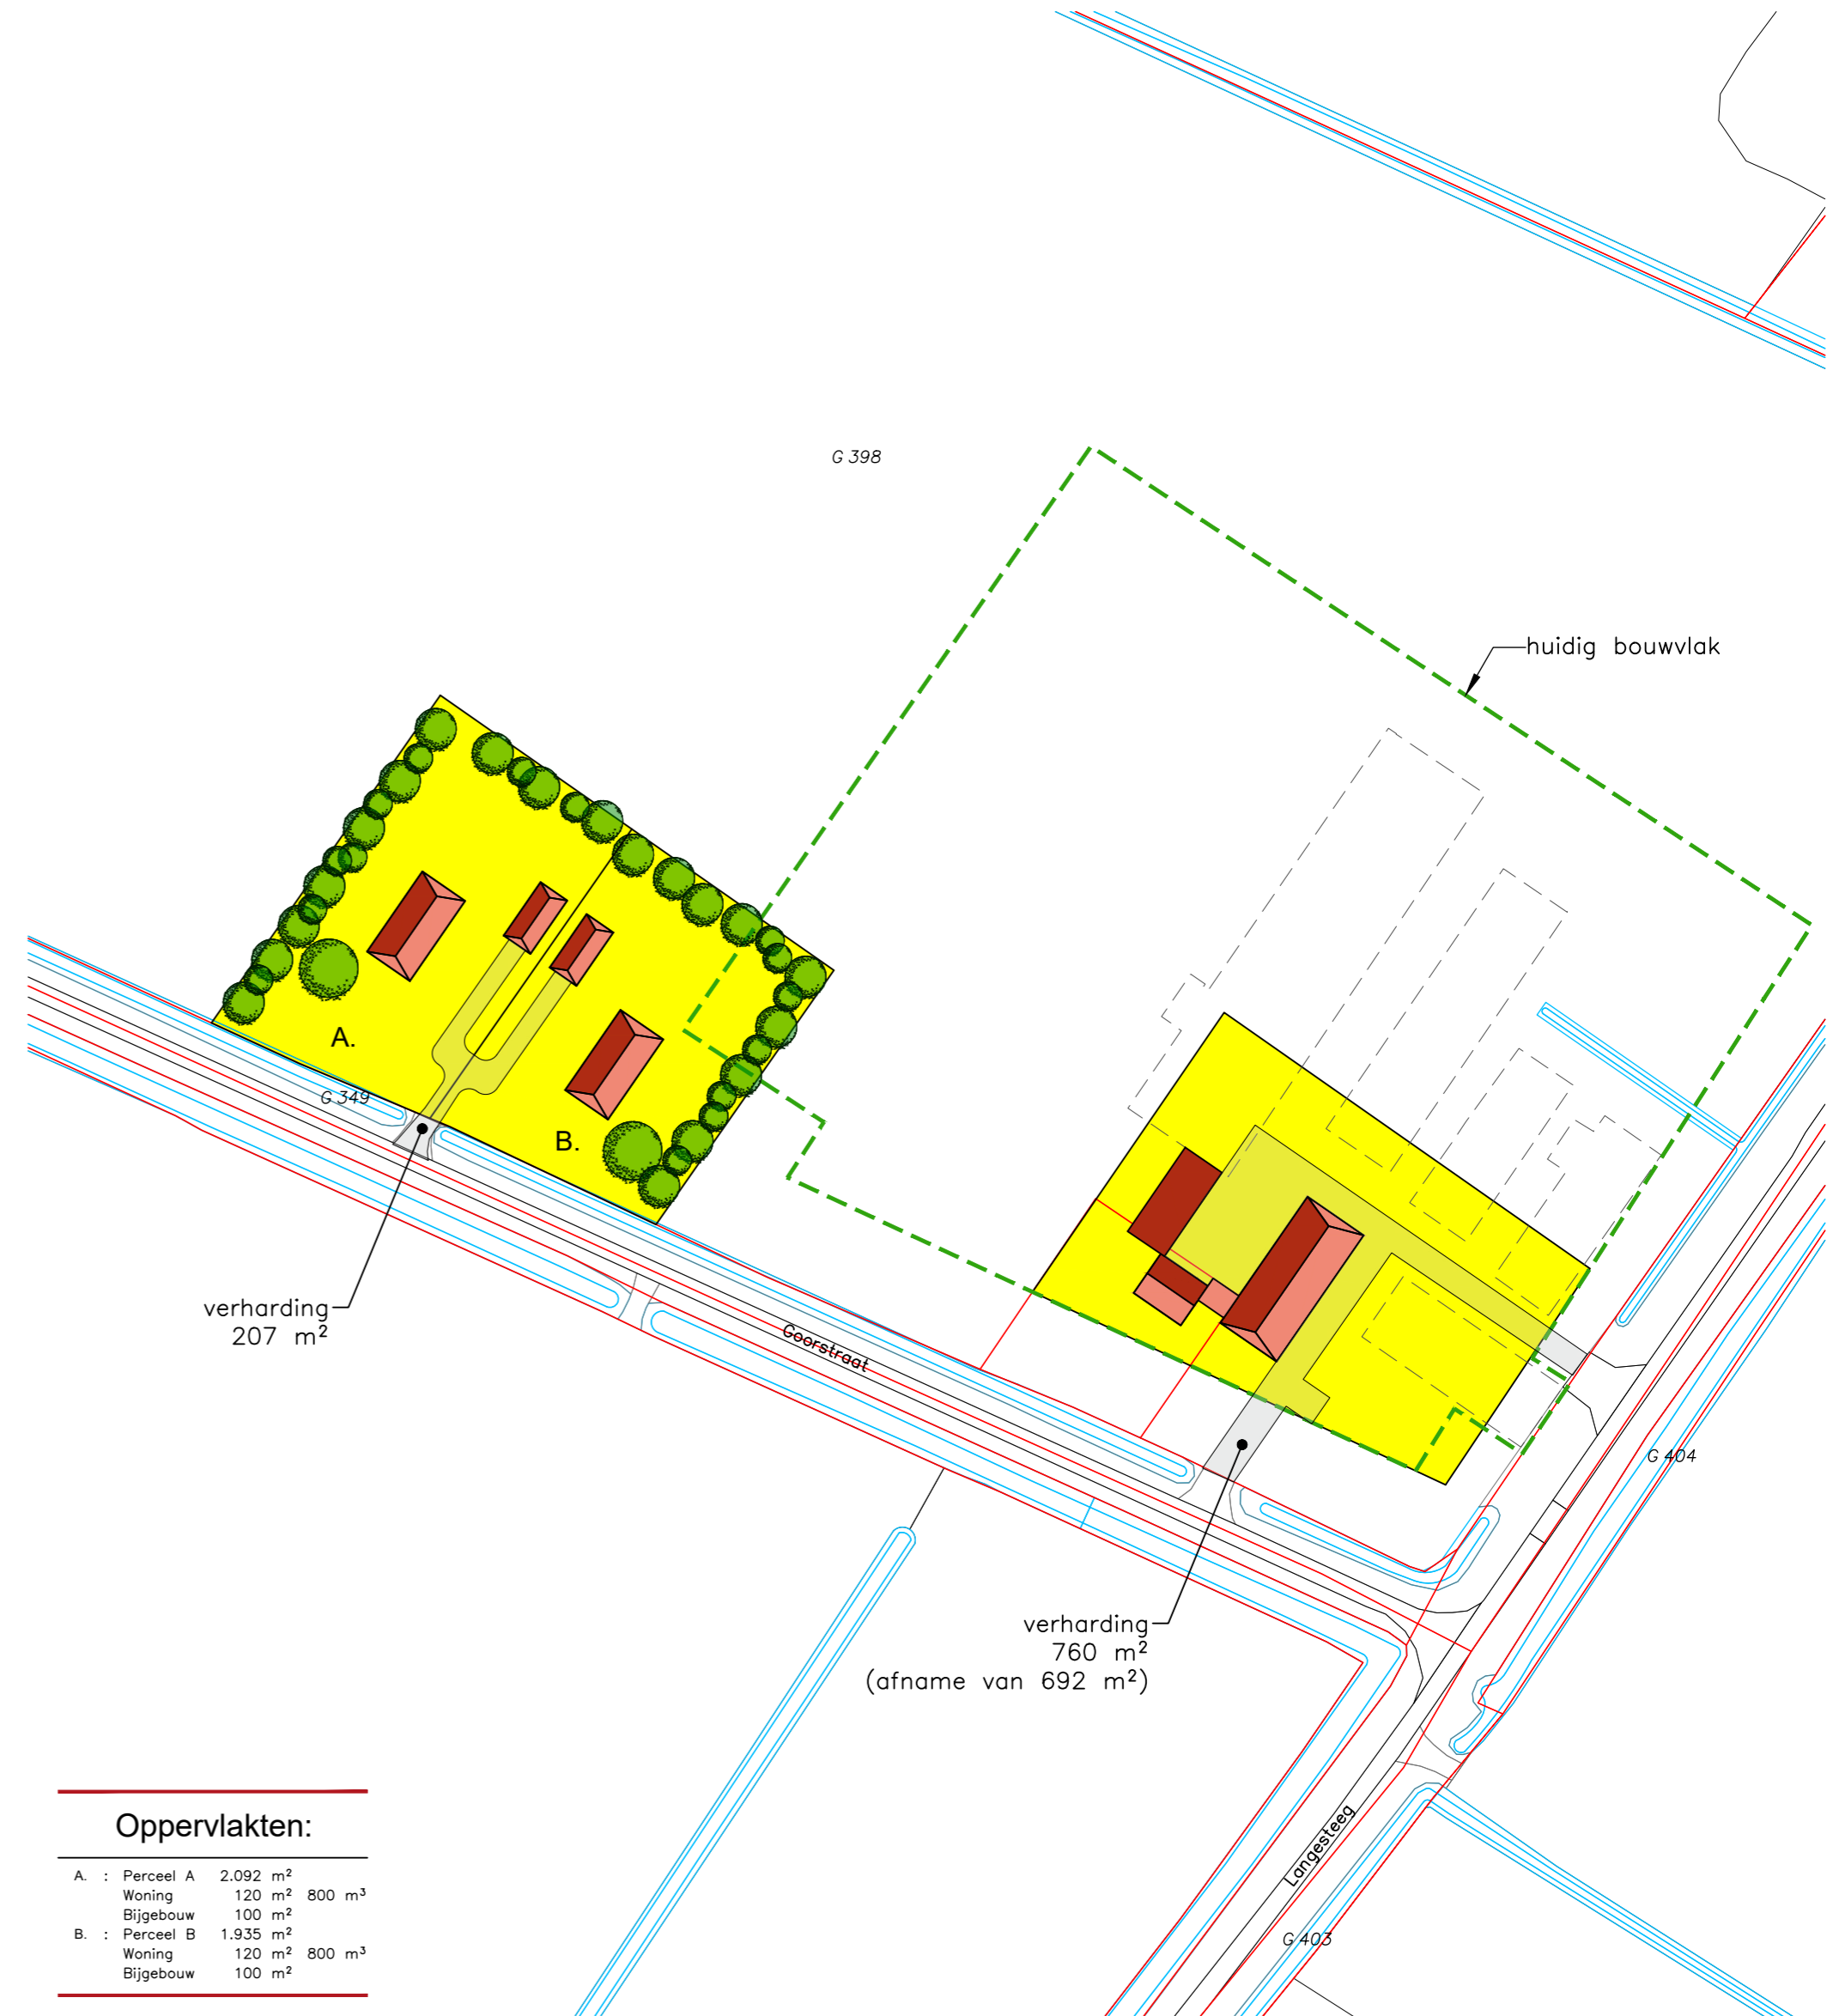 G 398
huidig bouwvlak
A.
G 349
B.
verharding
207 m²
Goorstraat
G 404
verharding
760 m²
(afname van 692 m²)
Langesteeg
G 403
Oppervlakten:
A. : Perceel A 2.092 m²
Woning 120 m² 800 m³
Bijgebouw 100 m²
B. : Perceel B 1.935 m²
Woning 120 m² 800 m³
Bijgebouw 100 m²